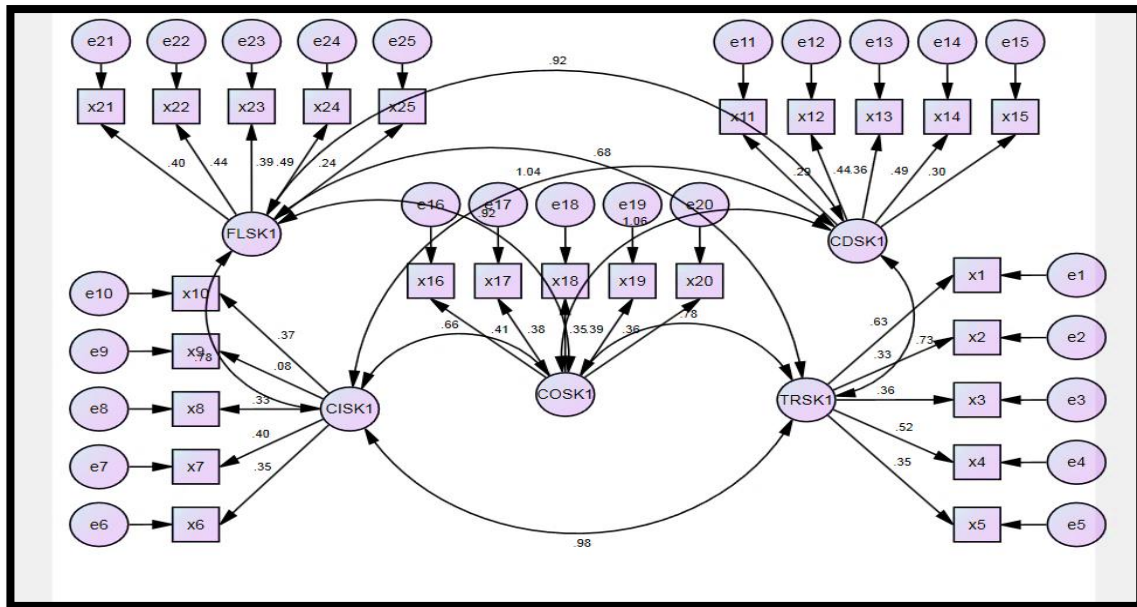 e21 e22 e23 e24 e25 e11 e12 e13 e14 e15
.92
x21 x22 x23 x24 x25 x11 x12 x13 x14 x15
.40 .44 .39 .49 .24 .68 .29 .44 .36 .49 .30
1.04
e16 e17 e18 e19 e20
.92 1.06
FLSK1 CDSK1
x16 x17 x18 x19 x20 x1 e1
e10 x10
.66 .41 .38 .35 .39 .36 .78 .63
.37 x2 e2
e9 x9 .73
.78 .08 .33
COSK1
CISK1 TRSK1
e8 x8 .33 .36 x3 e3
.40 .52
e7 x7 x4 e4
.35 .35
e6 x6 x5 e5
.98